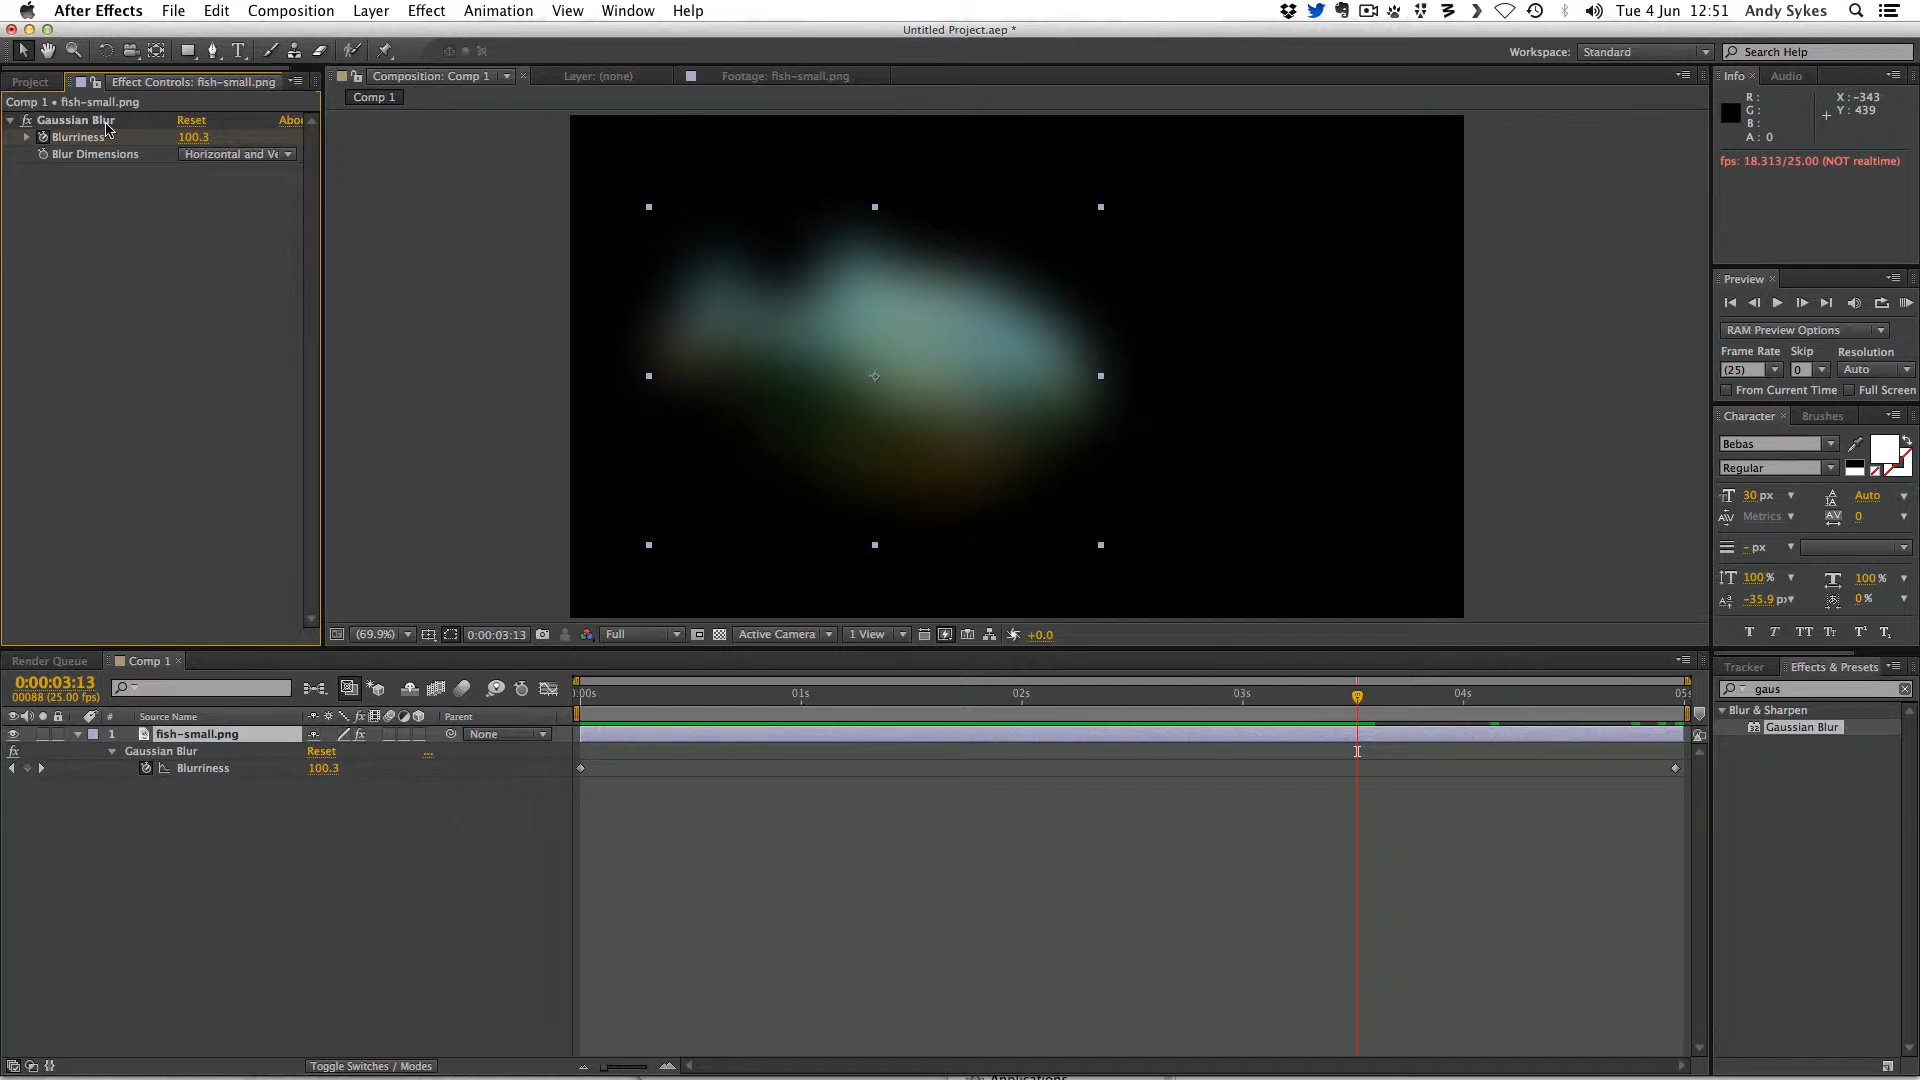 After Effects File Edit Composition Layer Effect Animation View Window Help Tue 4 Jun 12:51 Andy Sykes
Untitled Project.aep *
Workspace: Standard Search Help
Project Effect Controls: fish-small.png
Composition: Comp 1 Layer: (none) Footage: fish-small.png
Info Audio
Comp 1 • fish-small.png
Comp 1
R: X: -343
G: Y: 439
B:
A: 0
Gaussian Blur Reset Abou
Blurriness 100.3
Blur Dimensions Horizontal and Ve
fps: 18.313/25.00 (NOT realtime)
Preview
RAM Preview Options
Frame Rate Skip Resolution
(25) 0 Auto
From Current Time Full Screen
Character Brushes
Bebas
Regular
30 px Auto
Metrics 0
- px
100 % 100 %
-35.9 px 0 %
T T TT Tт T¹ T₁
(69.9%) 0:00:03:13 Full Active Camera 1 View +0.0
Render Queue Comp 1
0:00:03:13
00088 (25.00 fps)
:00s 01s 02s 03s 04s 05s
# Source Name Parent
1 fish-small.png None
Gaussian Blur Reset ...
Blurriness 100.3
Tracker Effects & Presets
gaus
Blur & Sharpen
32 Gaussian Blur
Toggle Switches / Modes